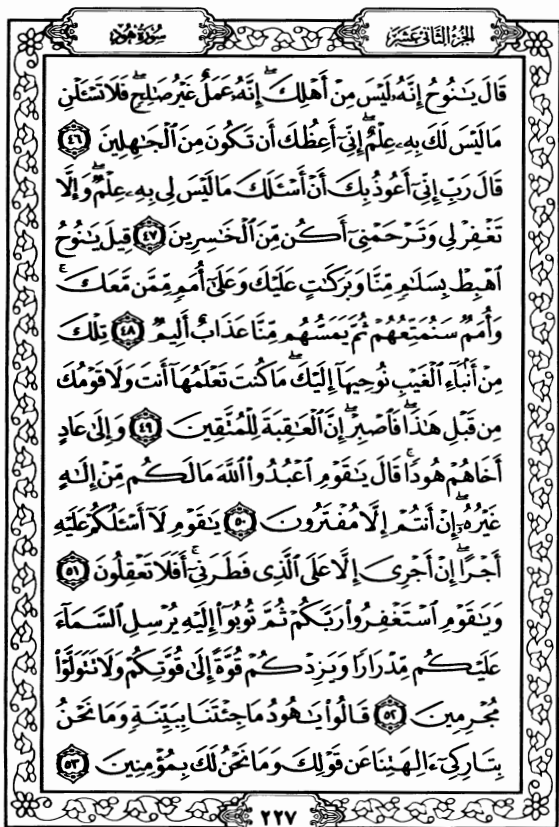 الجزء الثاني عشر
سورة هود
قَالَ يَٰنُوحُ إِنَّهُۥ لَيْسَ مِنْ أَهْلِكَ ۖ إِنَّهُۥ عَمَلٌ غَيْرُ صَٰلِحٍ ۖ فَلَا تَسْـَٔلْنِ
مَا لَيْسَ لَكَ بِهِۦ عِلْمٌ ۖ إِنِّىٓ أَعِظُكَ أَن تَكُونَ مِنَ ٱلْجَٰهِلِينَ ٤٦
قَالَ رَبِّ إِنِّىٓ أَعُوذُ بِكَ أَنْ أَسْـَٔلَكَ مَا لَيْسَ لِى بِهِۦ عِلْمٌ ۖ وَإِلَّا
تَغْفِرْ لِى وَتَرْحَمْنِىٓ أَكُن مِّنَ ٱلْخَٰسِرِينَ ٤٧ قِيلَ يَٰنُوحُ
ٱهْبِطْ بِسَلَٰمٍ مِّنَّا وَبَرَكَٰتٍ عَلَيْكَ وَعَلَىٰٓ أُمَمٍ مِّمَّن مَّعَكَ ۚ
وَأُمَمٌ سَنُمَتِّعُهُمْ ثُمَّ يَمَسُّهُم مِّنَّا عَذَابٌ أَلِيمٌ ٤٨ تِلْكَ
مِنْ أَنۢبَآءِ ٱلْغَيْبِ نُوحِيهَآ إِلَيْكَ ۖ مَا كُنتَ تَعْلَمُهَآ أَنتَ وَلَا قَوْمُكَ
مِن قَبْلِ هَٰذَا ۖ فَٱصْبِرْ ۖ إِنَّ ٱلْعَٰقِبَةَ لِلْمُتَّقِينَ ٤٩ وَإِلَىٰ عَادٍ
أَخَاهُمْ هُودًا ۚ قَالَ يَٰقَوْمِ ٱعْبُدُوا۟ ٱللَّهَ مَا لَكُم مِّنْ إِلَٰهٍ
غَيْرُهُۥٓ ۖ إِنْ أَنتُمْ إِلَّا مُفْتَرُونَ ٥٠ يَٰقَوْمِ لَآ أَسْـَٔلُكُمْ عَلَيْهِ
أَجْرًا ۖ إِنْ أَجْرِىَ إِلَّا عَلَى ٱلَّذِى فَطَرَنِىٓ ۚ أَفَلَا تَعْقِلُونَ ٥١
وَيَٰقَوْمِ ٱسْتَغْفِرُوا۟ رَبَّكُمْ ثُمَّ تُوبُوٓا۟ إِلَيْهِ يُرْسِلِ ٱلسَّمَآءَ
عَلَيْكُم مِّدْرَارًا وَيَزِدْكُمْ قُوَّةً إِلَىٰ قُوَّتِكُمْ وَلَا تَتَوَلَّوْا۟
مُجْرِمِينَ ٥٢ قَالُوا۟ يَٰهُودُ مَا جِئْتَنَا بِبَيِّنَةٍ وَمَا نَحْنُ
بِتَارِكِىٓ ءَالِهَتِنَا عَن قَوْلِكَ وَمَا نَحْنُ لَكَ بِمُؤْمِنِينَ ٥٣
٢٢٧